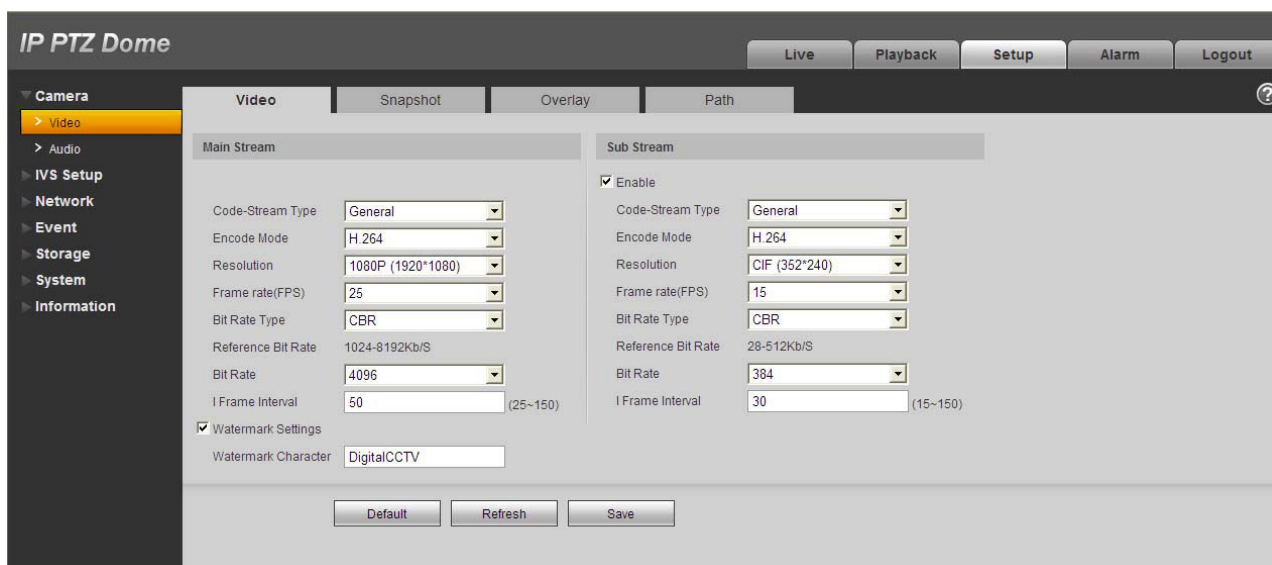 IP PTZ Dome
Live
Playback
Setup
Alarm
Logout
Camera
> Video
> Audio
IVS Setup
Network
Event
Storage
System
Information
Video
Snapshot
Overlay
Path
?
Main Stream
Code-Stream Type General
Encode Mode H.264
Resolution 1080P (1920*1080)
Frame rate(FPS) 25
Bit Rate Type CBR
Reference Bit Rate 1024-8192Kb/S
Bit Rate 4096
I Frame Interval 50 (25~150)
Watermark Settings
Watermark Character DigitalCCTV
Sub Stream
Enable
Code-Stream Type General
Encode Mode H.264
Resolution CIF (352*240)
Frame rate(FPS) 15
Bit Rate Type CBR
Reference Bit Rate 28-512Kb/S
Bit Rate 384
I Frame Interval 30 (15~150)
Default
Refresh
Save